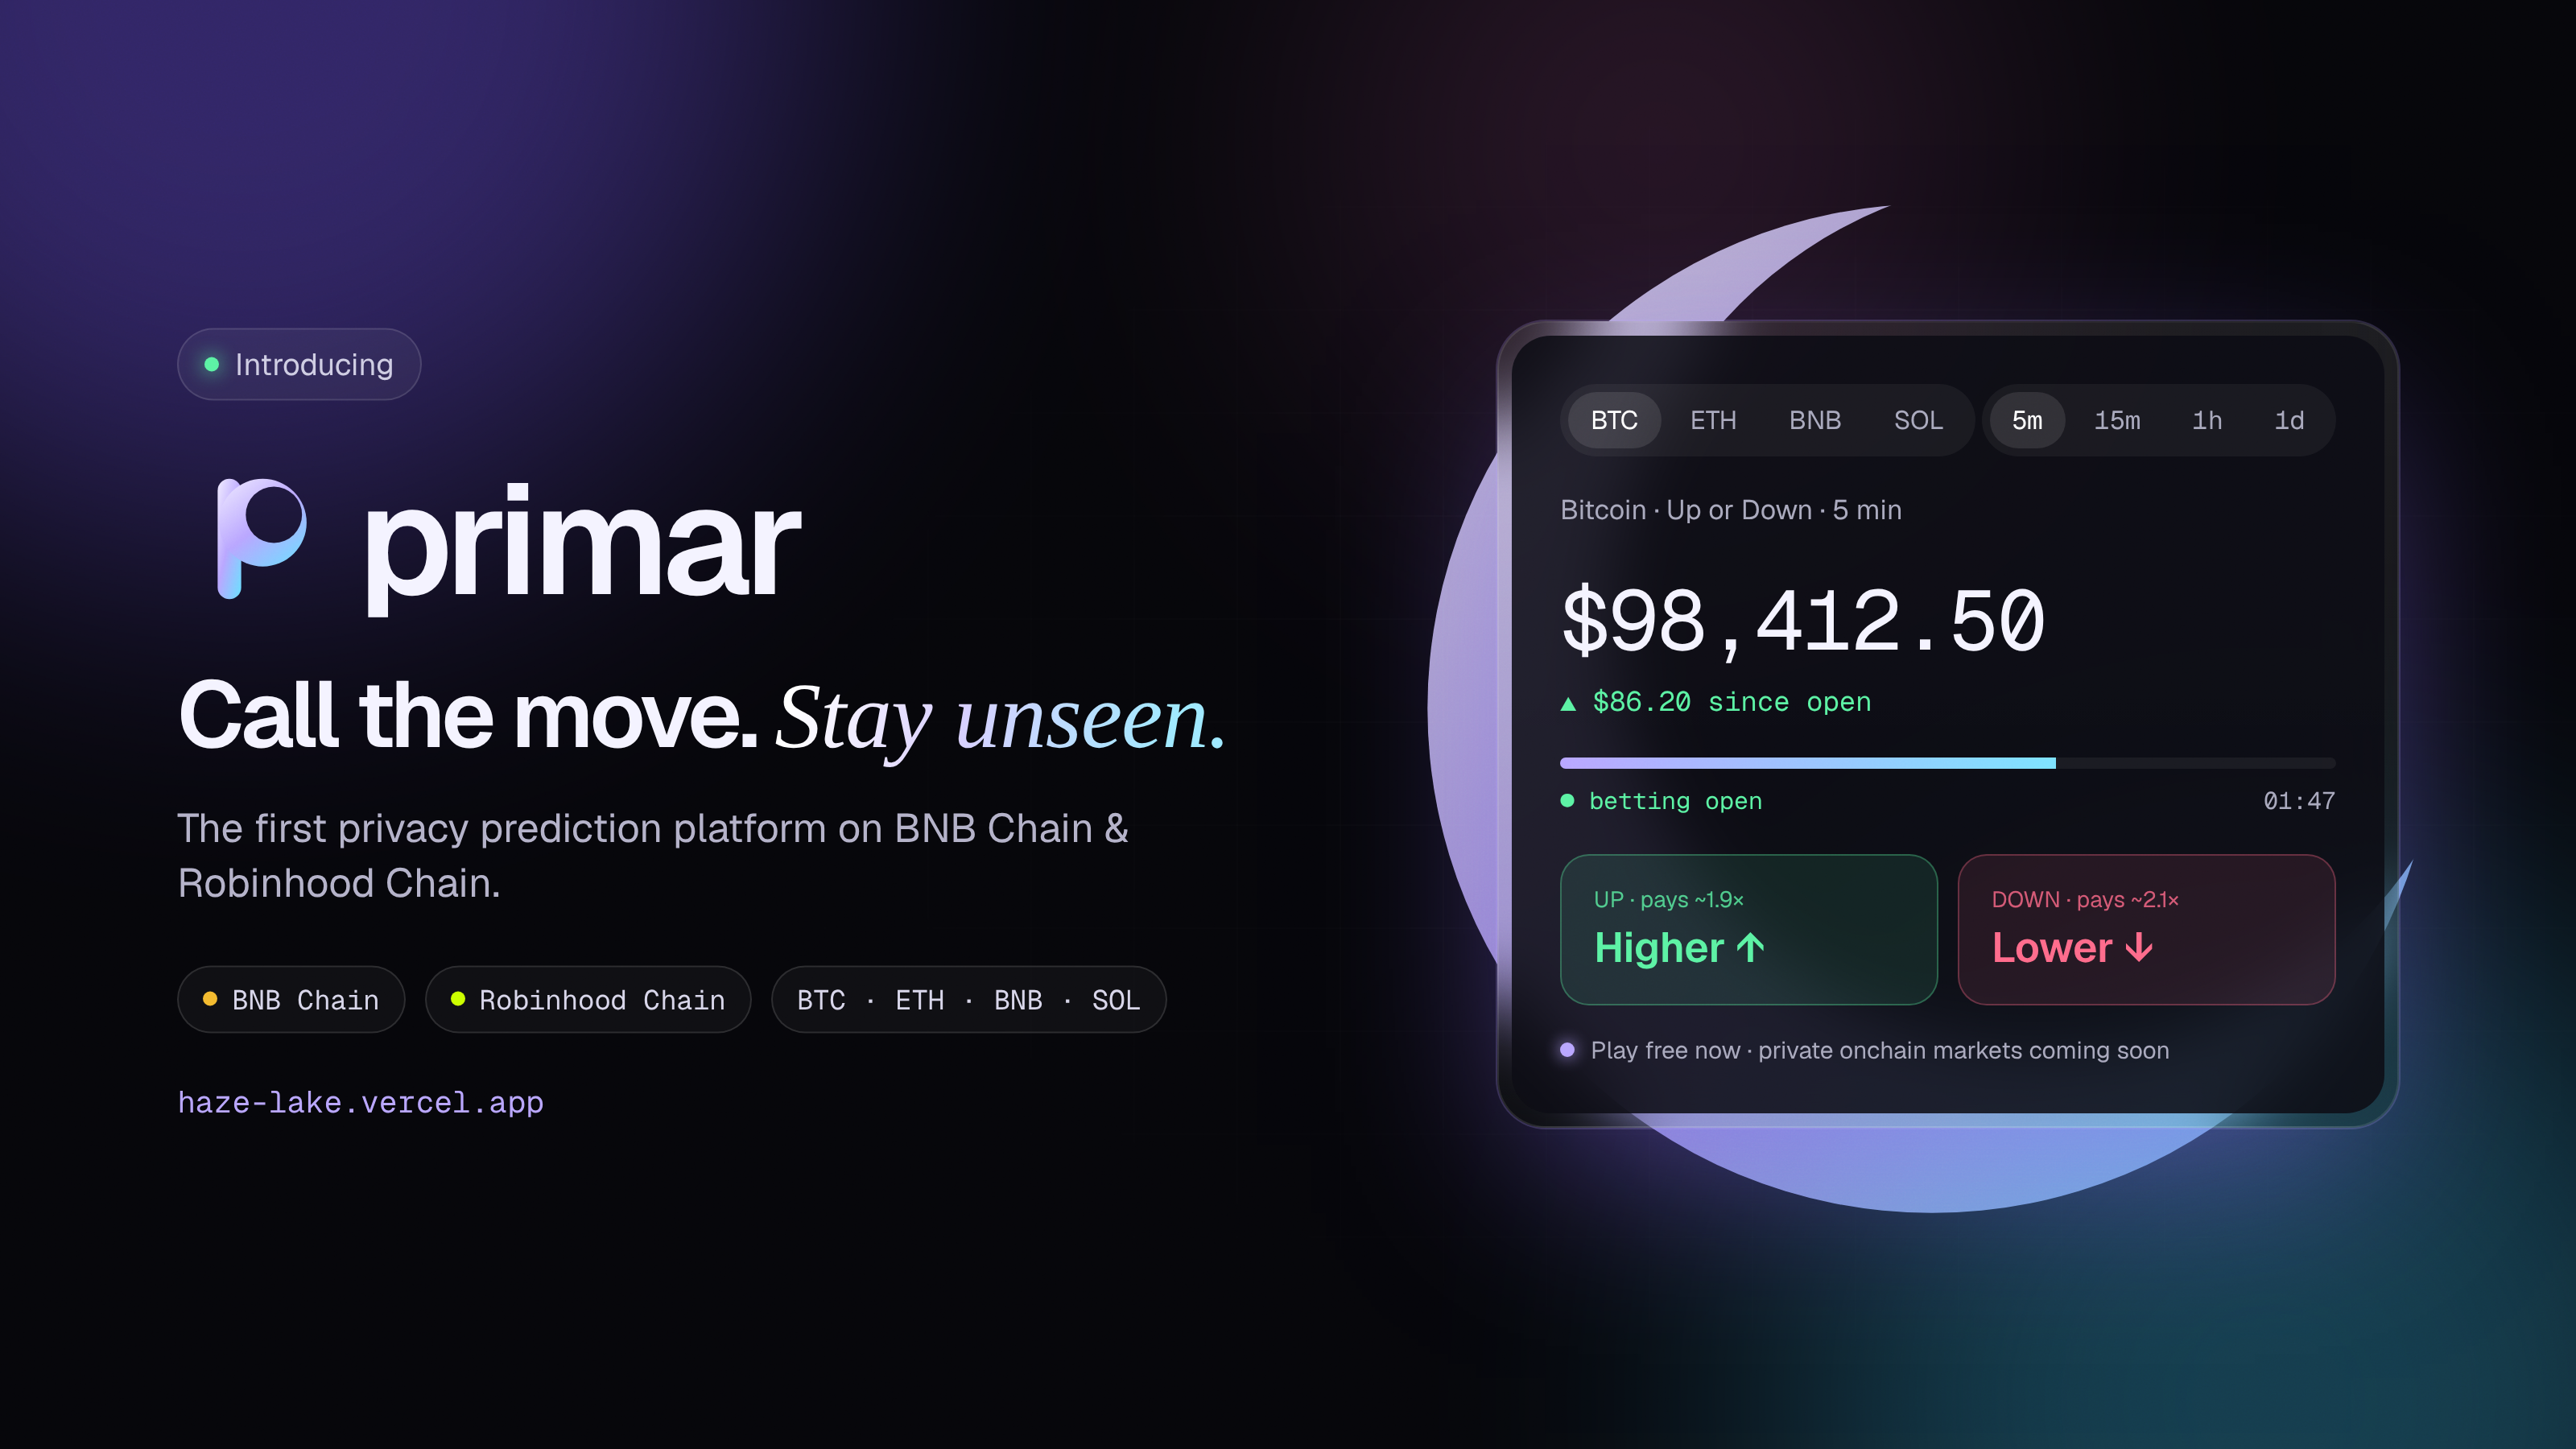 Introducing
primar
Call the move. Stay unseen.
The first privacy prediction platform on BNB Chain &
Robinhood Chain.
BNB Chain
Robinhood Chain
BTC · ETH · BNB · SOL
haze-lake.vercel.app
BTC ETH BNB SOL 5m 15m 1h 1d
Bitcoin · Up or Down · 5 min
$98,412.50
▲ $86.20 since open
betting open 01:47
UP · pays ~1.9×
Higher ↑
DOWN · pays ~2.1×
Lower ↓
Play free now · private onchain markets coming soon